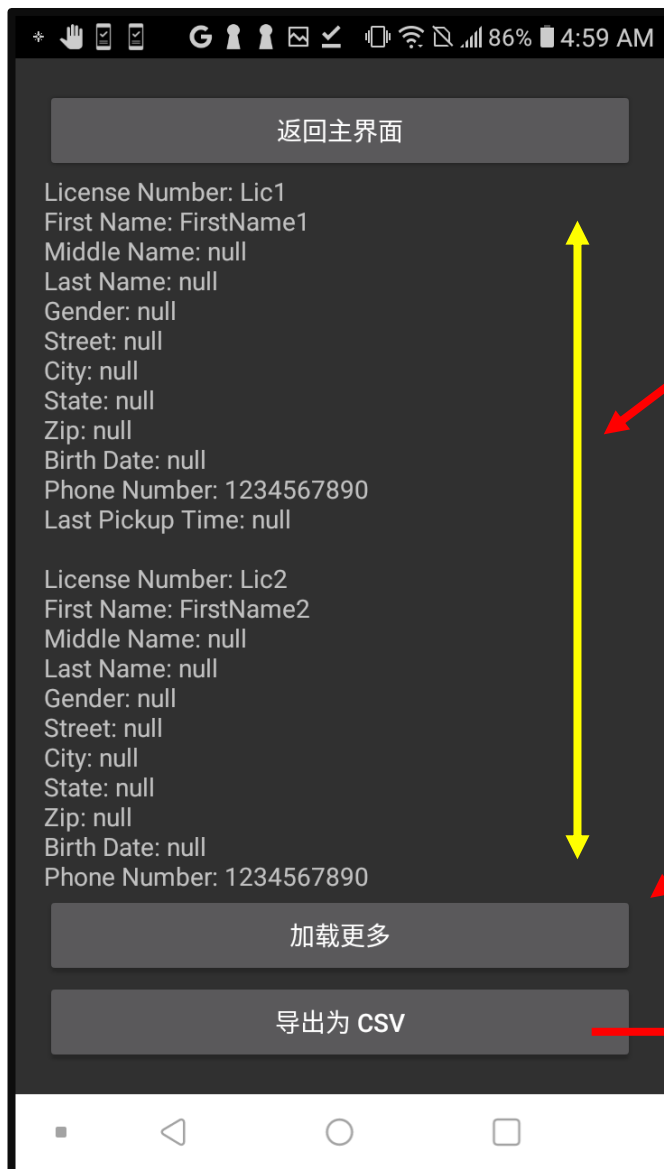 86% 4:59 AM
返回主界面
License Number: Lic1
First Name: FirstName1
Middle Name: null
Last Name: null
Gender: null
Street: null
City: null
State: null
Zip: null
Birth Date: null
Phone Number: 1234567890
Last Pickup Time: null
License Number: Lic2
First Name: FirstName2
Middle Name: null
Last Name: null
Gender: null
Street: null
City: null
State: null
Zip: null
Birth Date: null
Phone Number: 1234567890
加载更多
导出为 CSV